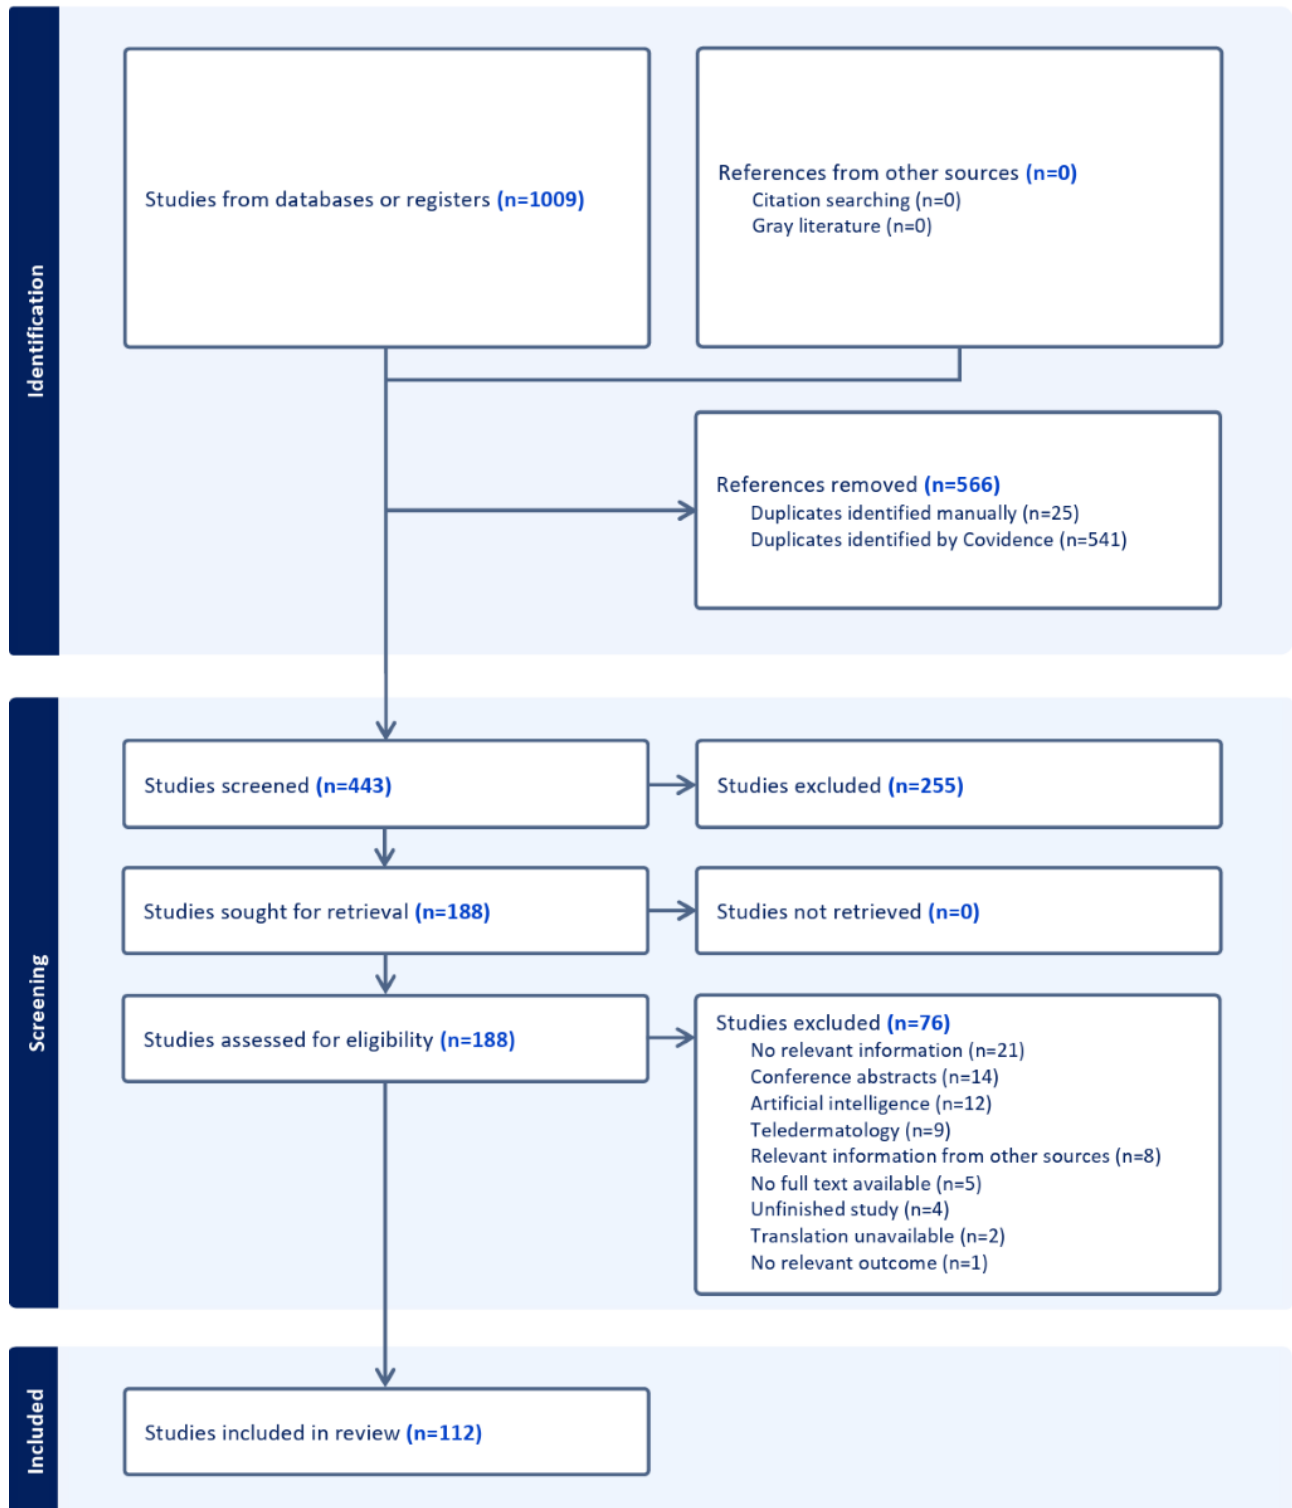 Identification
Studies from databases or registers (n=1009)
References from other sources (n=0)
Citation searching (n=0)
Gray literature (n=0)
References removed (n=566)
Duplicates identified manually (n=25)
Duplicates identified by Covidence (n=541)
Screening
Studies screened (n=443)
Studies excluded (n=255)
Studies sought for retrieval (n=188)
Studies not retrieved (n=0)
Studies assessed for eligibility (n=188)
Studies excluded (n=76)
No relevant information (n=21)
Conference abstracts (n=14)
Artificial intelligence (n=12)
Teledermatology (n=9)
Relevant information from other sources (n=8)
No full text available (n=5)
Unfinished study (n=4)
Translation unavailable (n=2)
No relevant outcome (n=1)
Included
Studies included in review (n=112)